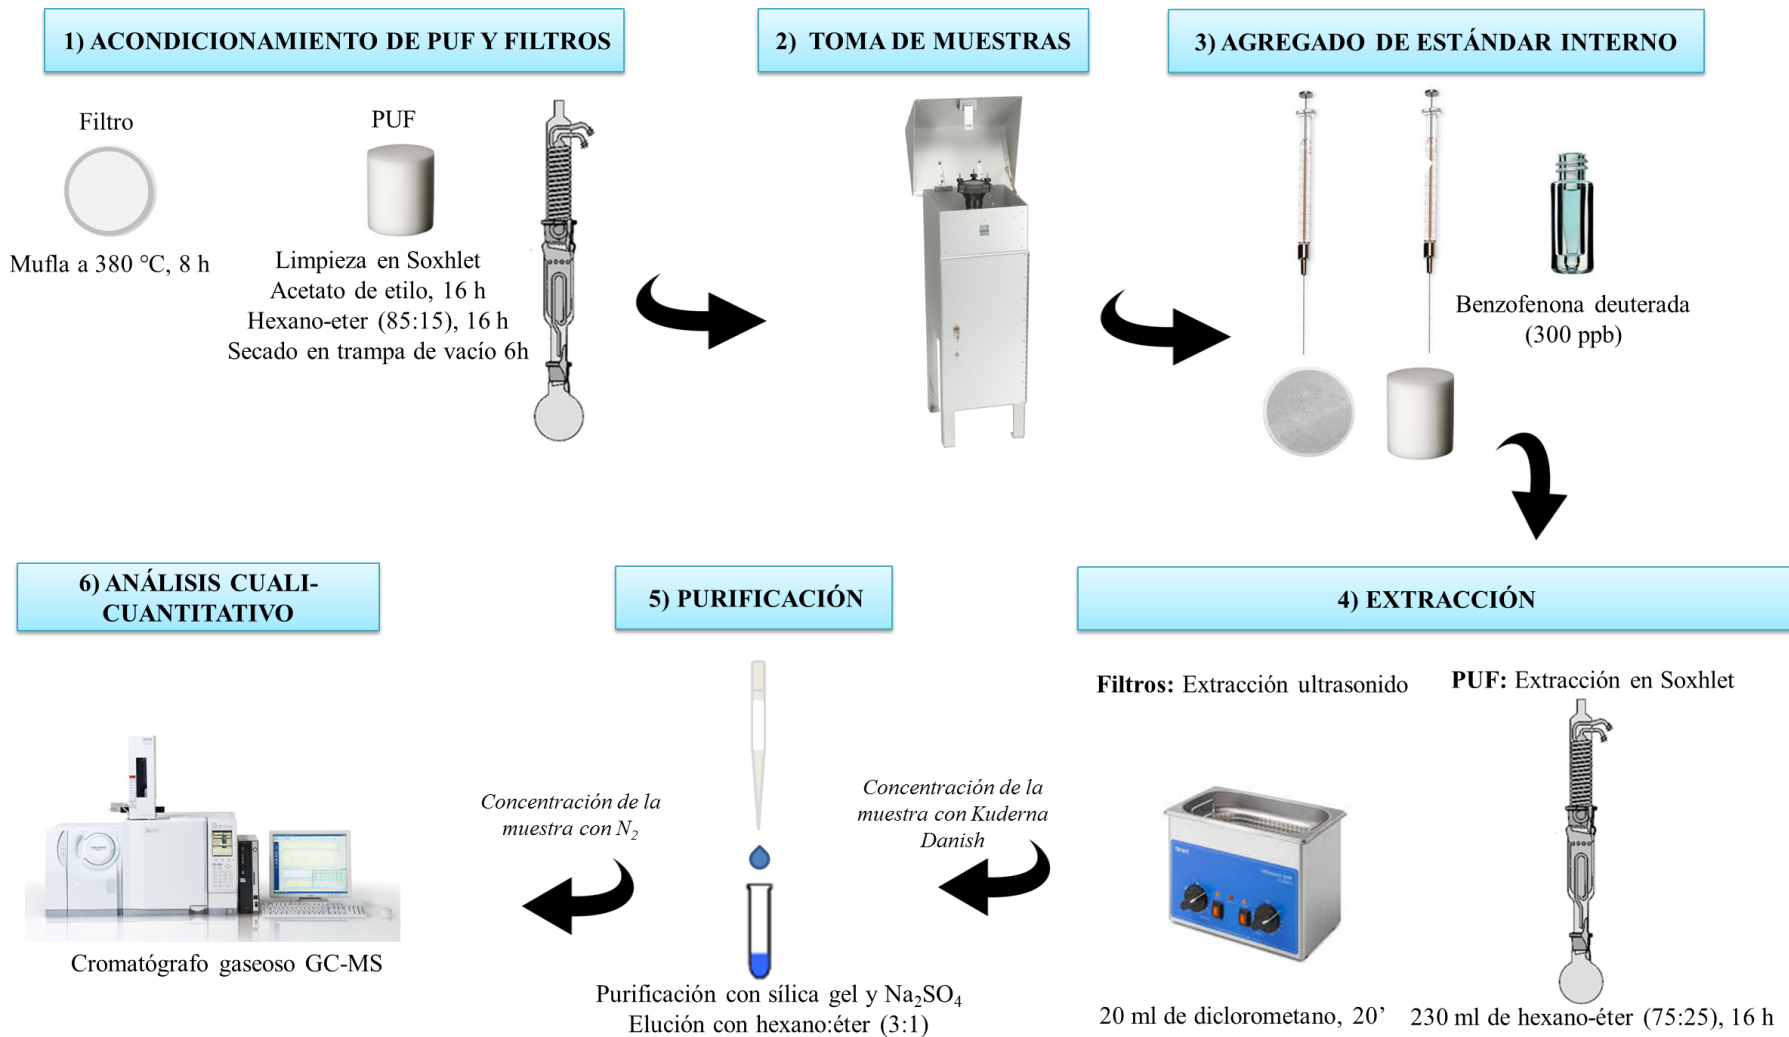 1) ACONDICIONAMIENTO DE PUF Y FILTROS
Filtro
Mufla a 380 °C, 8 h
PUF
Limpieza en Soxhlet
Acetato de etilo, 16 h
Hexano-eter (85:15), 16 h
Secado en trampa de vacío 6h
2) TOMA DE MUESTRAS
3) AGREGADO DE ESTÁNDAR INTERNO
Benzofenona deuterada
(300 ppb)
4) EXTRACCIÓN
Filtros: Extracción ultrasonido
20 ml de diclorometano, 20’
PUF: Extracción en Soxhlet
230 ml de hexano-éter (75:25), 16 h
Concentración de la
muestra con Kuderna
Danish
5) PURIFICACIÓN
Purificación con sílica gel y Na₂SO₄
Elución con hexano:éter (3:1)
Concentración de la
muestra con N₂
6) ANÁLISIS CUALI-
CUANTITATIVO
Cromatógrafo gaseoso GC-MS